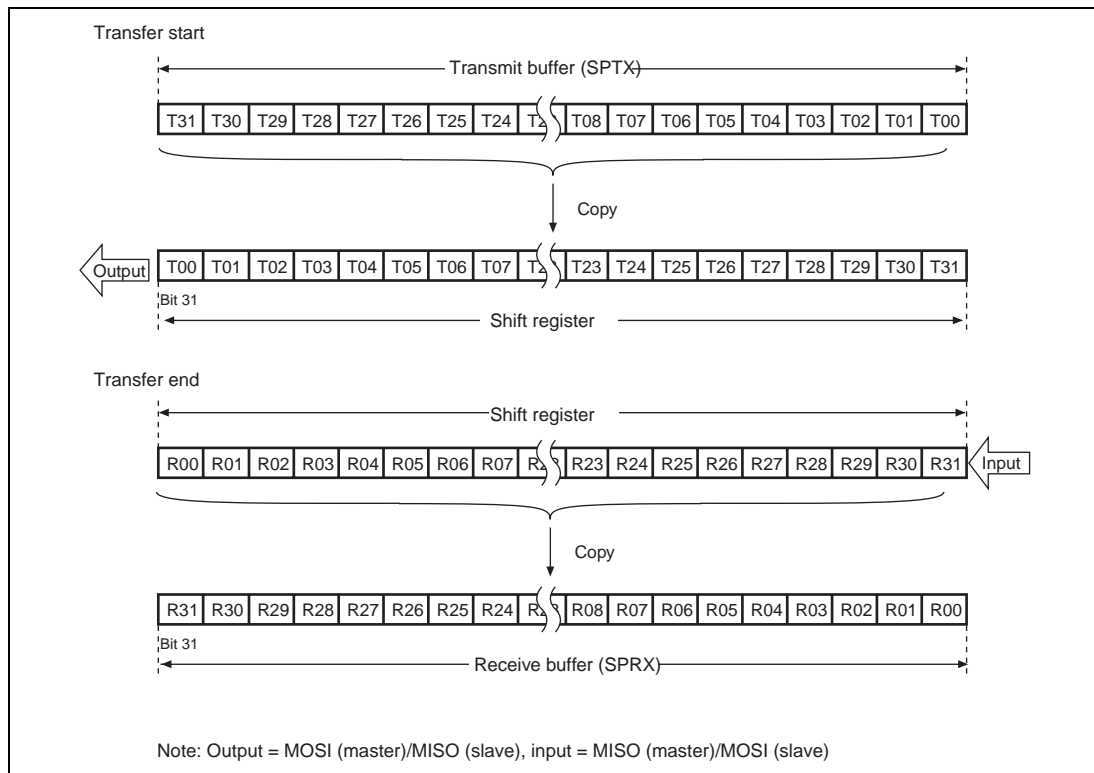 Transfer start
Transmit buffer (SPTX)
T31 T30 T29 T28 T27 T26 T25 T24 T08 T07 T06 T05 T04 T03 T02 T01 T00
Copy
Output
T00 T01 T02 T03 T04 T05 T06 T07 T23 T24 T25 T26 T27 T28 T29 T30 T31
Bit 31
Shift register
Transfer end
Shift register
R00 R01 R02 R03 R04 R05 R06 R07 R23 R24 R25 R26 R27 R28 R29 R30 R31
Input
Copy
R31 R30 R29 R28 R27 R26 R25 R24 R08 R07 R06 R05 R04 R03 R02 R01 R00
Bit 31
Receive buffer (SPRX)
Note: Output = MOSI (master)/MISO (slave), input = MISO (master)/MOSI (slave)